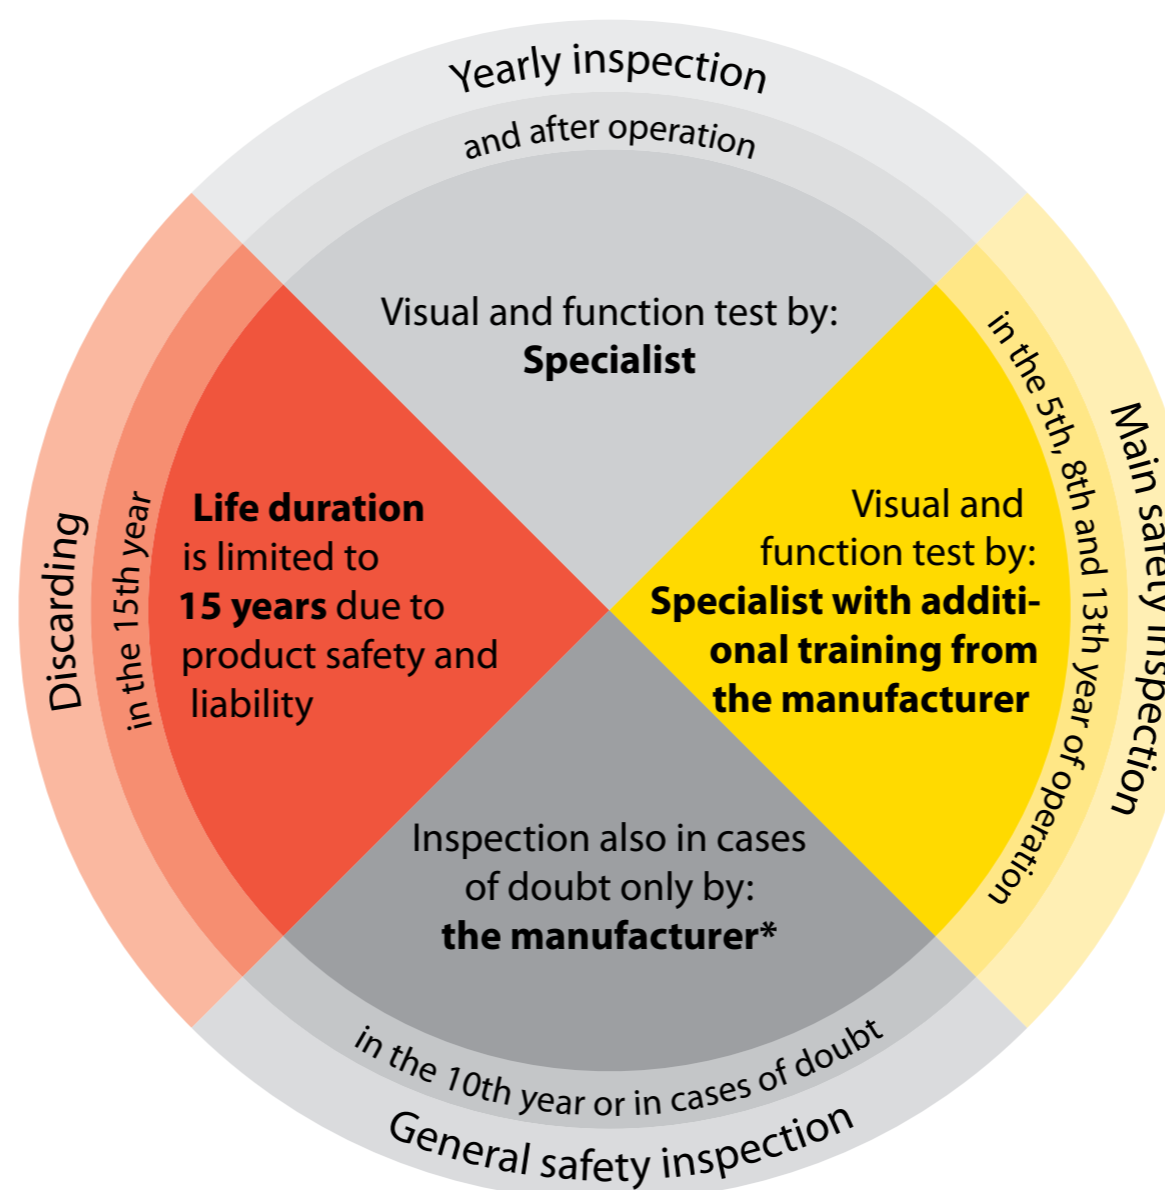 Yearly inspection
and after operation
Visual and function test by:
Specialist
Main safety inspection
in the 5th, 8th and 13th year of operation
Visual and
function test by:
Specialist with additi-
onal training from
the manufacturer
Inspection also in cases
of doubt only by:
the manufacturer*
in the 10th year or in cases of doubt
General safety inspection
Discarding
in the 15th year
Life duration
is limited to
15 years due to
product safety and
liability